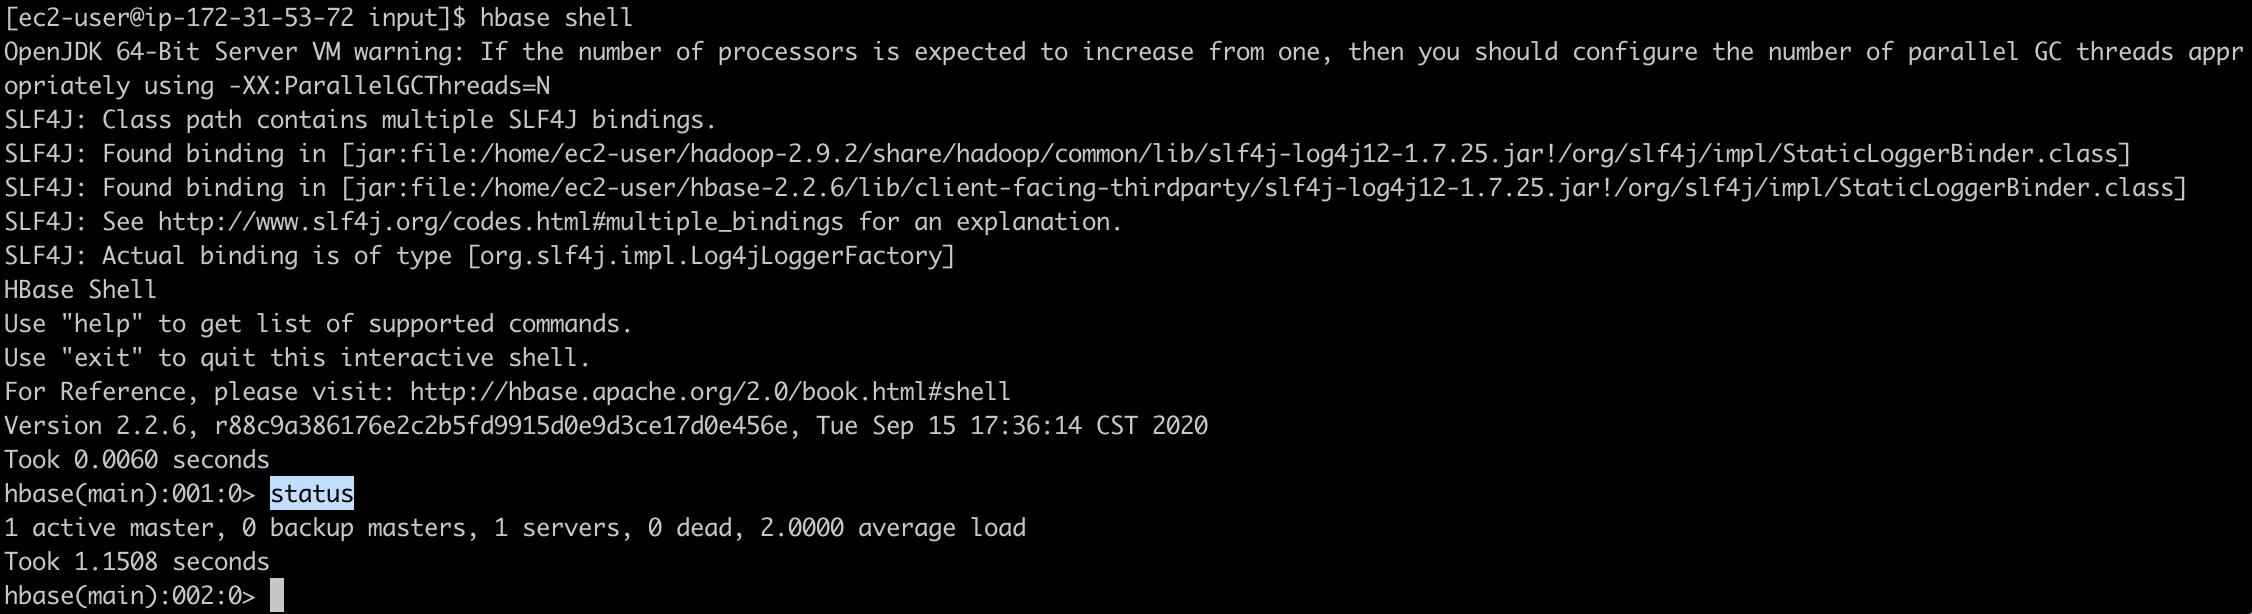 [ec2-user@ip-172-31-53-72 input]$ hbase shell
OpenJDK 64-Bit Server VM warning: If the number of processors is expected to increase from one, then you should configure the number of parallel GC threads appr
opriately using -XX:ParallelGCThreads=N
SLF4J: Class path contains multiple SLF4J bindings.
SLF4J: Found binding in [jar:file:/home/ec2-user/hadoop-2.9.2/share/hadoop/common/lib/slf4j-log4j12-1.7.25.jar!/org/slf4j/impl/StaticLoggerBinder.class]
SLF4J: Found binding in [jar:file:/home/ec2-user/hbase-2.2.6/lib/client-facing-thirdparty/slf4j-log4j12-1.7.25.jar!/org/slf4j/impl/StaticLoggerBinder.class]
SLF4J: See http://www.slf4j.org/codes.html#multiple_bindings for an explanation.
SLF4J: Actual binding is of type [org.slf4j.impl.Log4jLoggerFactory]
HBase Shell
Use "help" to get list of supported commands.
Use "exit" to quit this interactive shell.
For Reference, please visit: http://hbase.apache.org/2.0/book.html#shell
Version 2.2.6, r88c9a386176e2c2b5fd9915d0e9d3ce17d0e456e, Tue Sep 15 17:36:14 CST 2020
Took 0.0060 seconds
hbase(main):001:0> status
1 active master, 0 backup masters, 1 servers, 0 dead, 2.0000 average load
Took 1.1508 seconds
hbase(main):002:0>